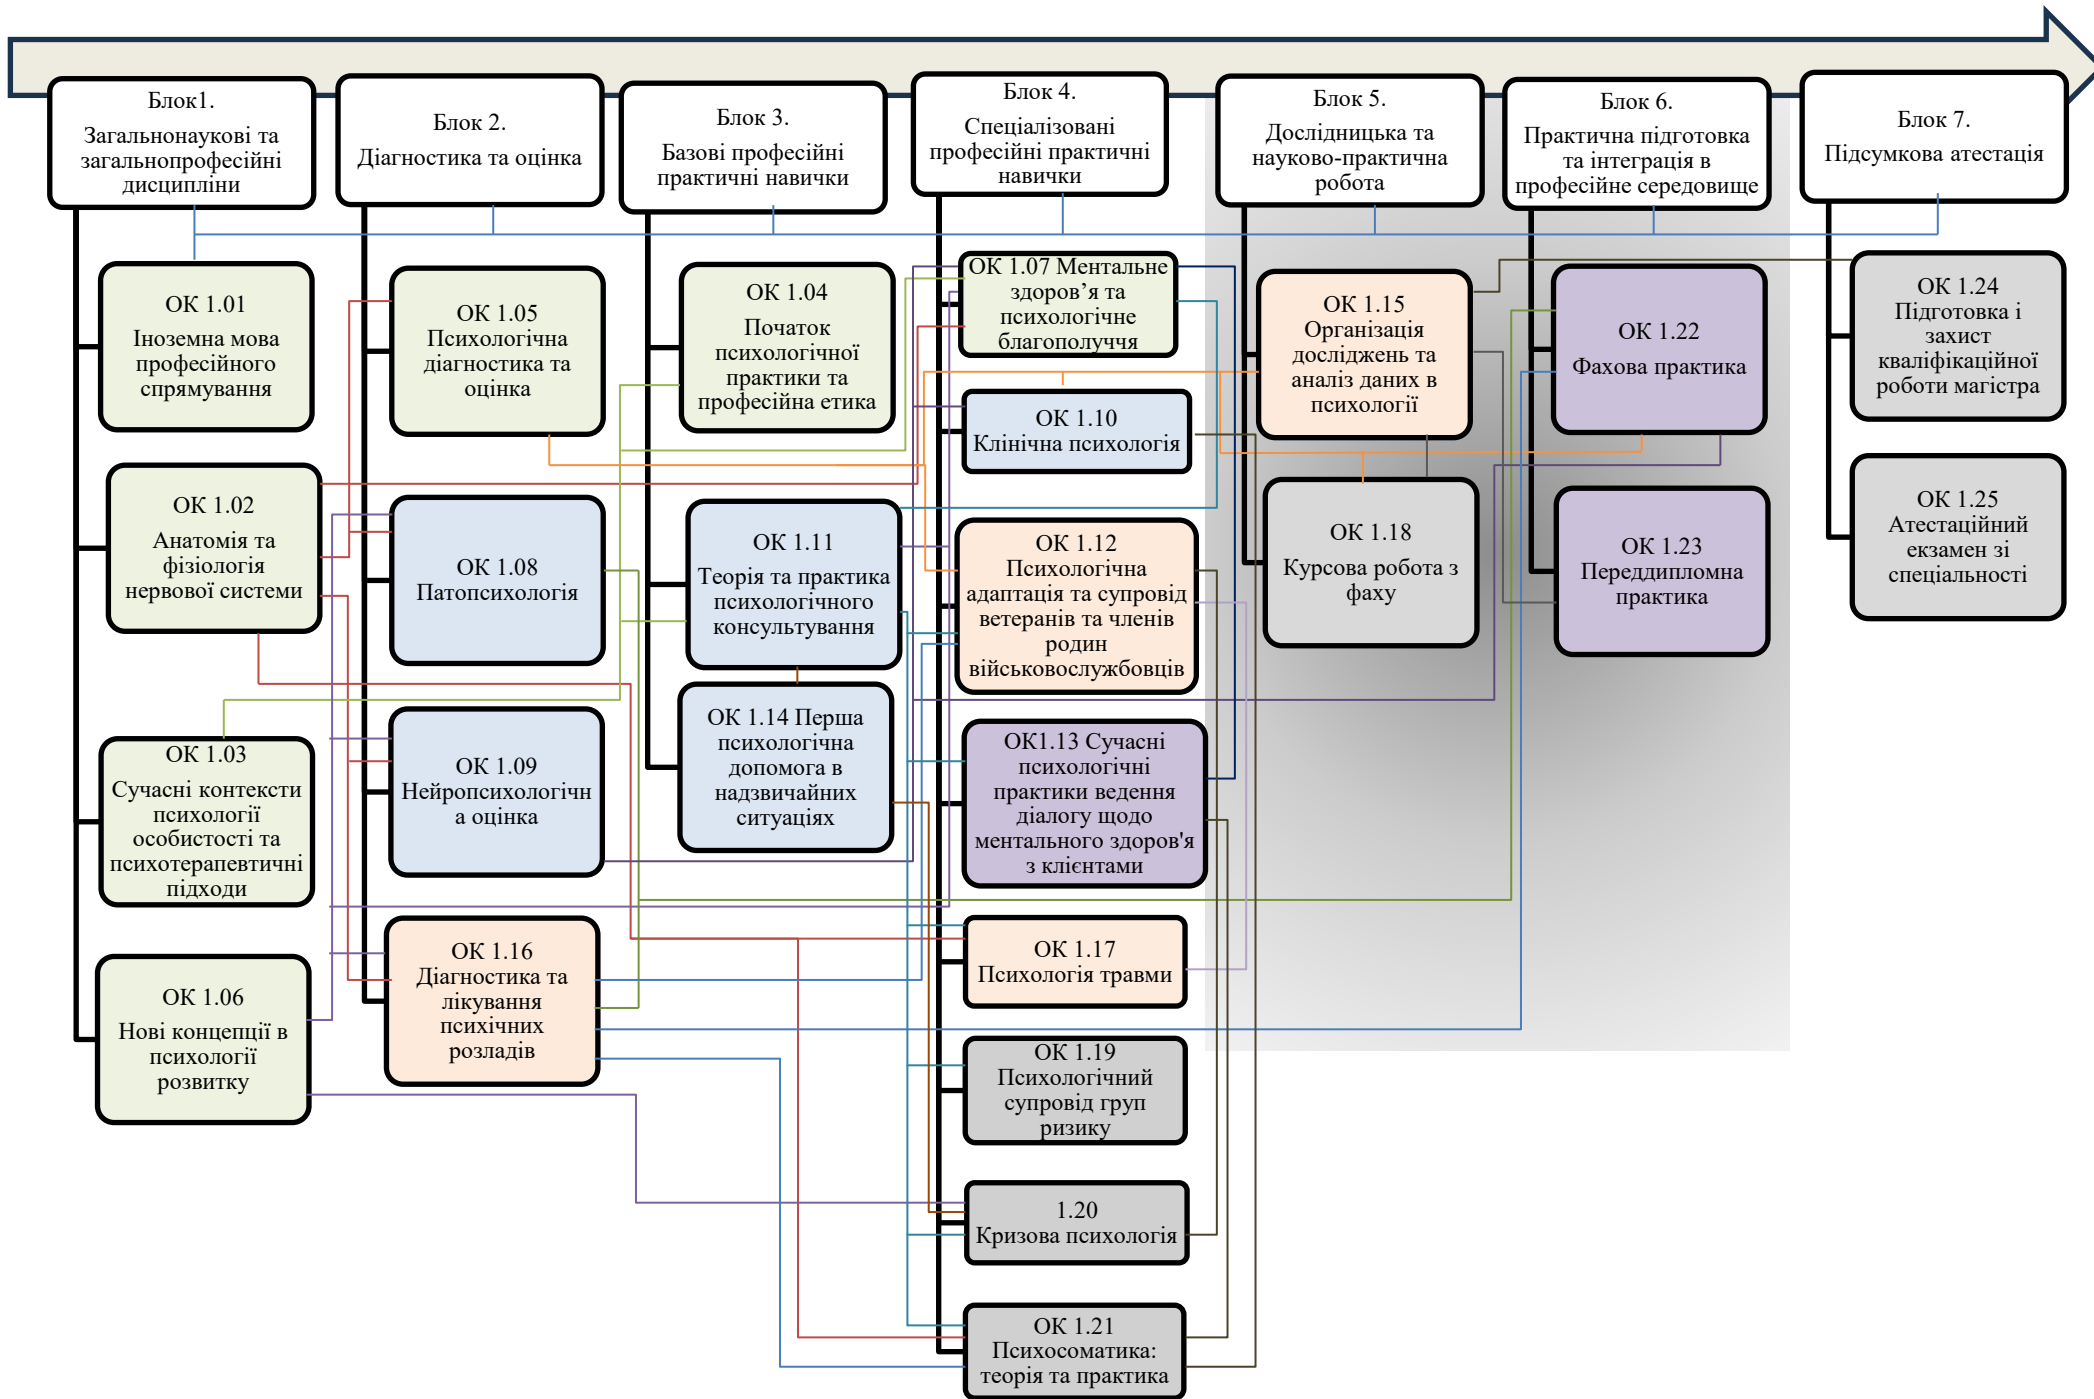 Блок1.
Загальнонаукові та
загальнопрофесійні
дисципліни
Блок 2.
Діагностика та оцінка
Блок 3.
Базові професійні
практичні навички
Блок 4.
Спеціалізовані
професійні практичні
навички
Блок 5.
Дослідницька та
науково-практична
робота
Блок 6.
Практична підготовка
та інтеграція в
професійне середовище
Блок 7.
Підсумкова атестація
ОК 1.01
Іноземна мова
професійного
спрямування
ОК 1.02
Анатомія та
фізіологія
нервової системи
ОК 1.03
Сучасні контексти
психології
особистості та
психотерапевтичні
підходи
ОК 1.06
Нові концепції в
психології
розвитку
ОК 1.05
Психологічна
діагностика та
оцінка
ОК 1.08
Патопсихологія
ОК 1.09
Нейропсихологічн
а оцінка
ОК 1.16
Діагностика та
лікування
психічних
розладів
ОК 1.04
Початок
психологічної
практики та
професійна етика
ОК 1.11
Теорія та практика
психологічного
консультування
ОК 1.14 Перша
психологічна
допомога в
надзвичайних
ситуаціях
ОК 1.07 Ментальне
здоров’я та
психологічне
благополуччя
ОК 1.10
Клінічна психологія
ОК 1.12
Психологічна
адаптація та супровід
ветеранів та членів
родин
військовослужбовців
ОК1.13 Сучасні
психологічні
практики ведення
діалогу щодо
ментального здоров'я
з клієнтами
ОК 1.17
Психологія травми
ОК 1.19
Психологічний
супровід груп
ризику
1.20
Кризова психологія
ОК 1.21
Психосоматика:
теорія та практика
ОК 1.15
Організація
досліджень та
аналіз даних в
психології
ОК 1.18
Курсова робота з
фаху
ОК 1.22
Фахова практика
ОК 1.23
Переддипломна
практика
ОК 1.24
Підготовка і
захист
кваліфікаційної
роботи магістра
ОК 1.25
Атестаційний
екзамен зі
спеціальності